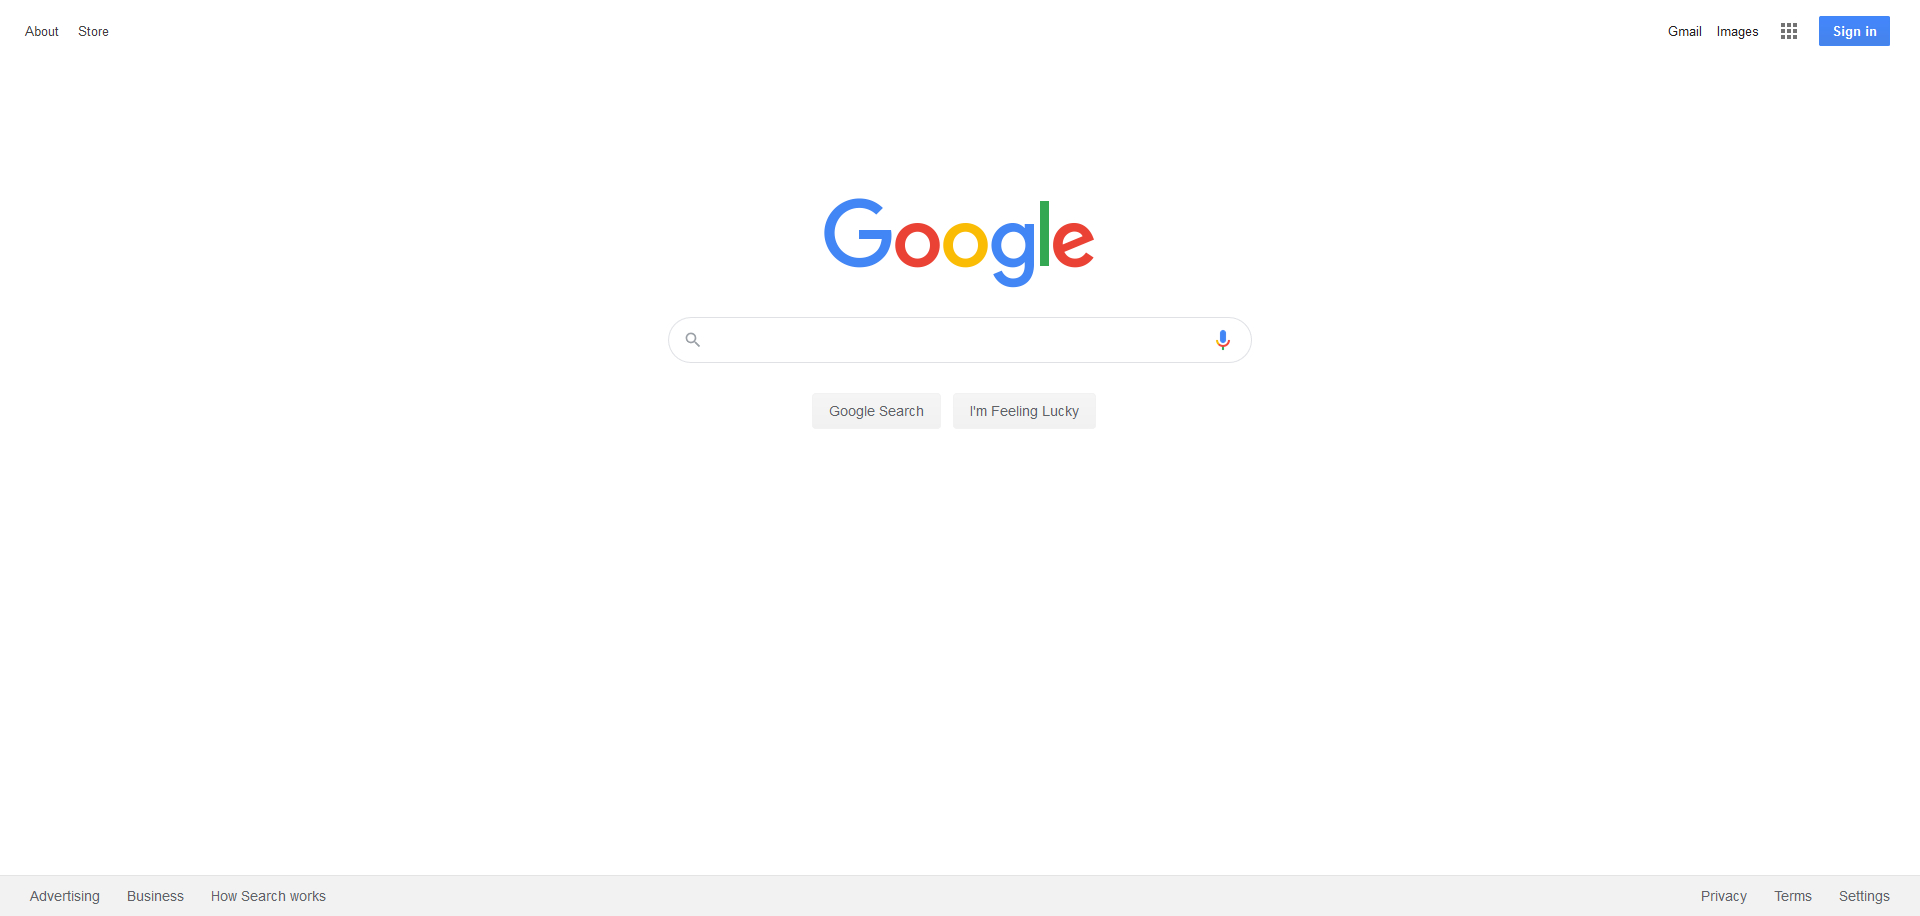 About Store Gmail Images Sign in
Google
Google Search I'm Feeling Lucky
Advertising Business How Search works Privacy Terms Settings